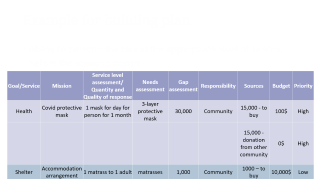 Goal/Service Mission Service level assessment/ Quantity and Quality of response Needs assessment Gap assessment Responsibility Sources Budget Priority
Health Covid protective mask 1 mask for day for person for 1 month 3-layer protective mask 30,000 Community 15,000 - to buy 100$ High
15,000 - donation from other community 0$ High
Shelter Accommodation arrangement 1 matrass to 1 adult matrasses 1,000 Community 1000 – to buy 10,000$ Low